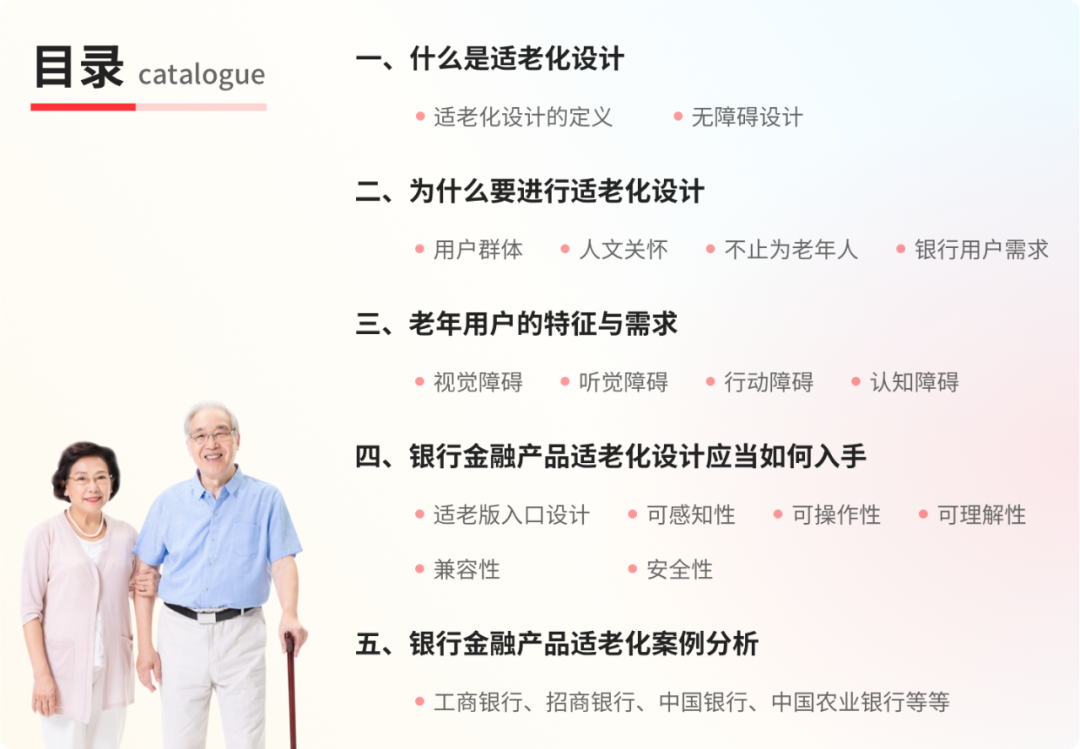 目录 catalogue
一、什么是适老化设计
• 适老化设计的定义 • 无障碍设计
二、为什么要进行适老化设计
• 用户群体 • 人文关怀 • 不止为老年人 • 银行用户需求
三、老年用户的特征与需求
• 视觉障碍 • 听觉障碍 • 行动障碍 • 认知障碍
四、银行金融产品适老化设计应当如何入手
• 适老版入口设计 • 可感知性 • 可操作性 • 可理解性
• 兼容性 • 安全性
五、银行金融产品适老化案例分析
• 工商银行、招商银行、中国银行、中国农业银行等等